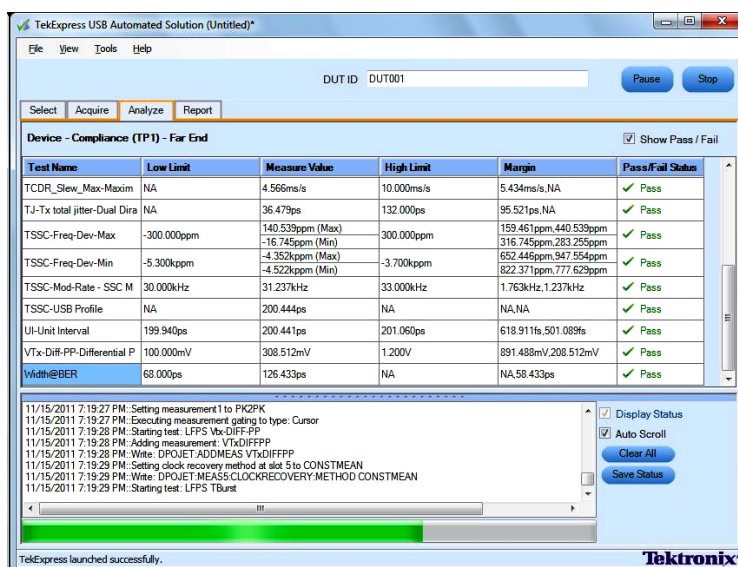 TekExpress USB Automated Solution (Untitled)*
File View Tools Help
DUT ID DUT001 Pause Stop
Select Acquire Analyze Report
Device - Compliance (TP1) - Far End Show Pass / Fail
Test Name Low Limit Measure Value High Limit Margin Pass/Fail Status
TCDR_Slew_Max-Maxim NA 4.566ms/s 10.000ms/s 5.434ms/s,NA Pass
TJ-Tx total jitter-Dual Dira NA 36.479ps 132.000ps 95.521ps,NA Pass
TSSC-Freq-Dev-Max -300.000ppm 140.539ppm (Max) 300.000ppm 159.461ppm,440.539ppm Pass
-16.745ppm (Min) 316.745ppm,283.255ppm
TSSC-Freq-Dev-Min -5.300kppm -4.352kppm (Max) -3.700kppm 652.446ppm,947.554ppm Pass
-4.522kppm (Min) 822.371ppm,777.629ppm
TSSC-Mod-Rate - SSC M 30.000kHz 31.237kHz 33.000kHz 1.763kHz,1.237kHz Pass
TSSC-USB Profile NA 200.444ps NA NA,NA Pass
UI-Unit Interval 199.940ps 200.441ps 201.060ps 618.911fs,501.089fs Pass
VTx-Diff-PP-Differential P 100.000mV 308.512mV 1.200V 891.488mV,208.512mV Pass
Width@BER 68.000ps 126.433ps NA NA,58.433ps Pass
11/15/2011 7:19:27 PM::Setting measurement1 to PK2PK
11/15/2011 7:19:27 PM::Executing measurement gating to type: Cursor
11/15/2011 7:19:28 PM::Starting test: LFPS Vtx-DIFF-PP
11/15/2011 7:19:28 PM::Adding measurement: VTxDIFFPP
11/15/2011 7:19:28 PM::Write: DPOJET:ADDMEAS VTxDIFFPP
11/15/2011 7:19:29 PM::Setting clock recovery method at slot 5 to CONSTMEAN
11/15/2011 7:19:29 PM::Write: DPOJET:MEAS5:CLOCKRECOVERY:METHOD CONSTMEAN
11/15/2011 7:19:29 PM::Starting test: LFPS TBurst
Display Status
Auto Scroll
Clear All
Save Status
TekExpress launched successfully. Tektronix